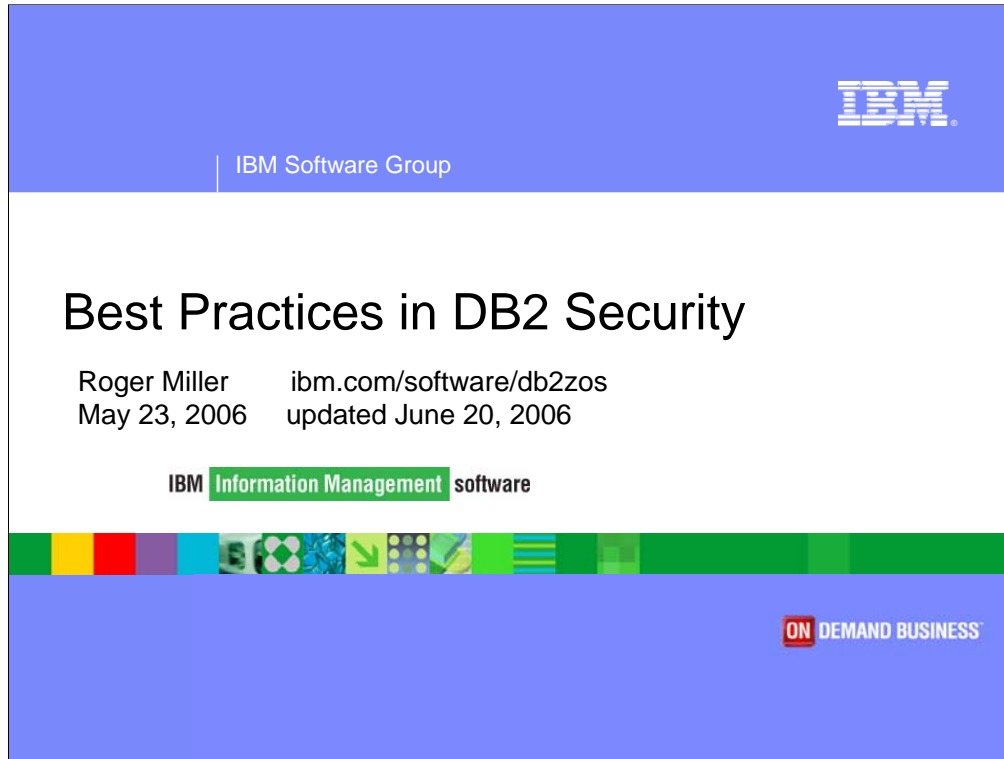 IBM®
IBM Software Group
Best Practices in DB2 Security
Roger Miller ibm.com/software/db2zos
May 23, 2006 updated June 20, 2006
IBM Information Management software
ON DEMAND BUSINESS™